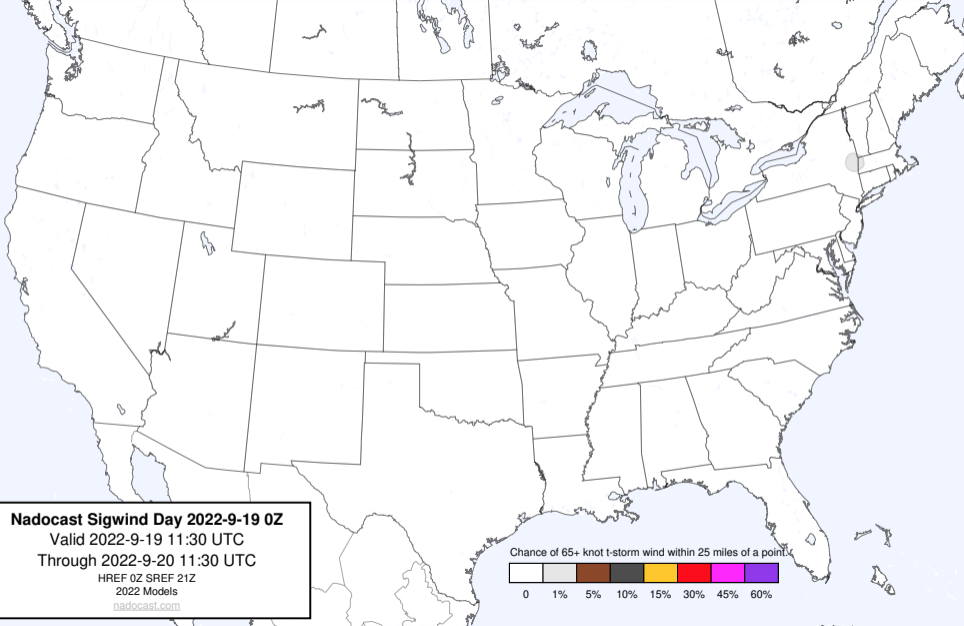 Nadocast Sigwind Day 2022-9-19 0Z
Valid 2022-9-19 11:30 UTC
Through 2022-9-20 11:30 UTC
HREF 0Z SREF 21Z
2022 Models
nadocast.com
Chance of 65+ knot t-storm wind within 25 miles of a point.
0 1% 5% 10% 15% 30% 45% 60%